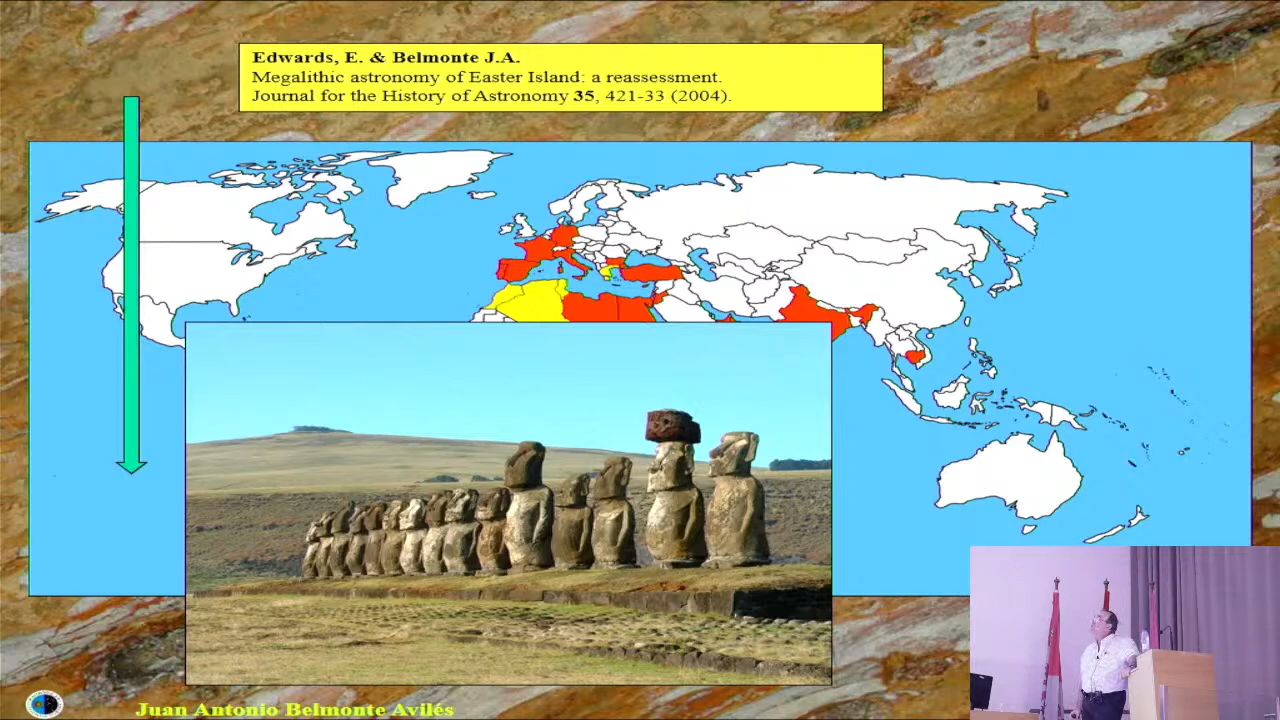 Edwards, E. & Belmonte J.A.
Megalithic astronomy of Easter Island: a reassessment.
Journal for the History of Astronomy 35, 421-33 (2004).
Juan Antonio Belmonte Avilés